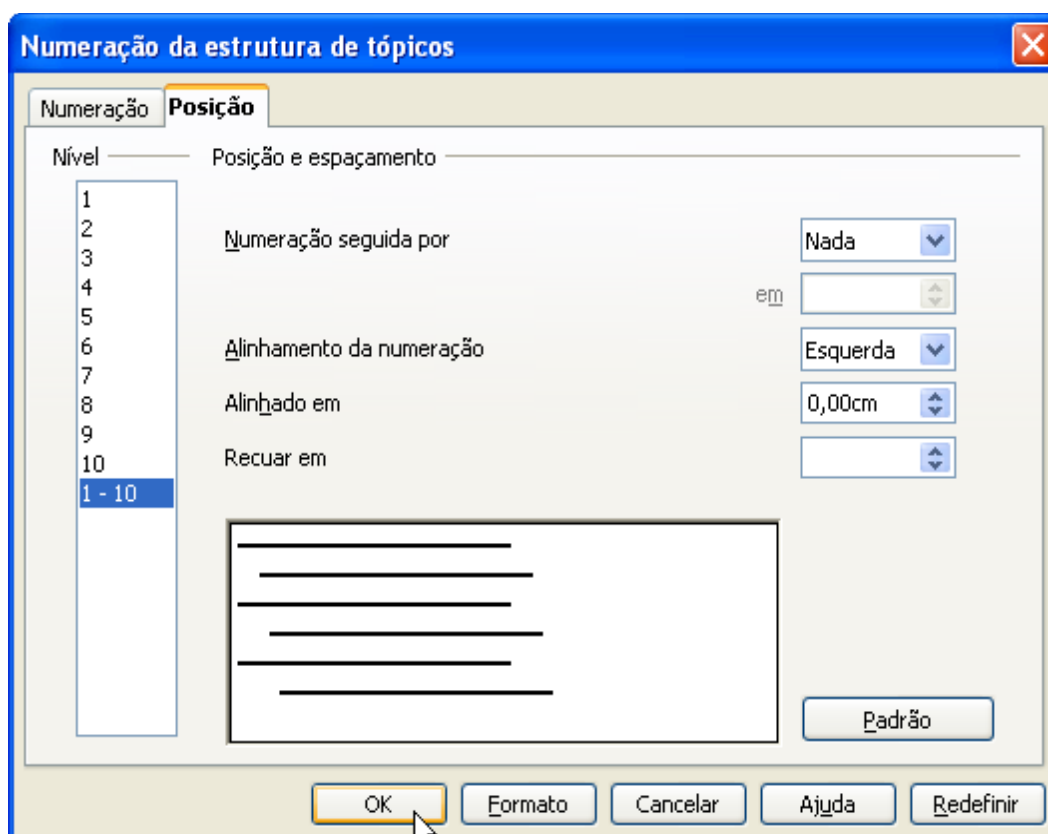 Numeração da estrutura de tópicos
Numeração Posição
Nível
Posição e espaçamento
1
2
3
4
5
6
7
8
9
10
1 - 10
Numeração seguida por Nada
em
Alinhamento da numeração Esquerda
Alinhado em 0,00cm
Recuar em
Padrão
OK Formato Cancelar Ajuda Redefinir